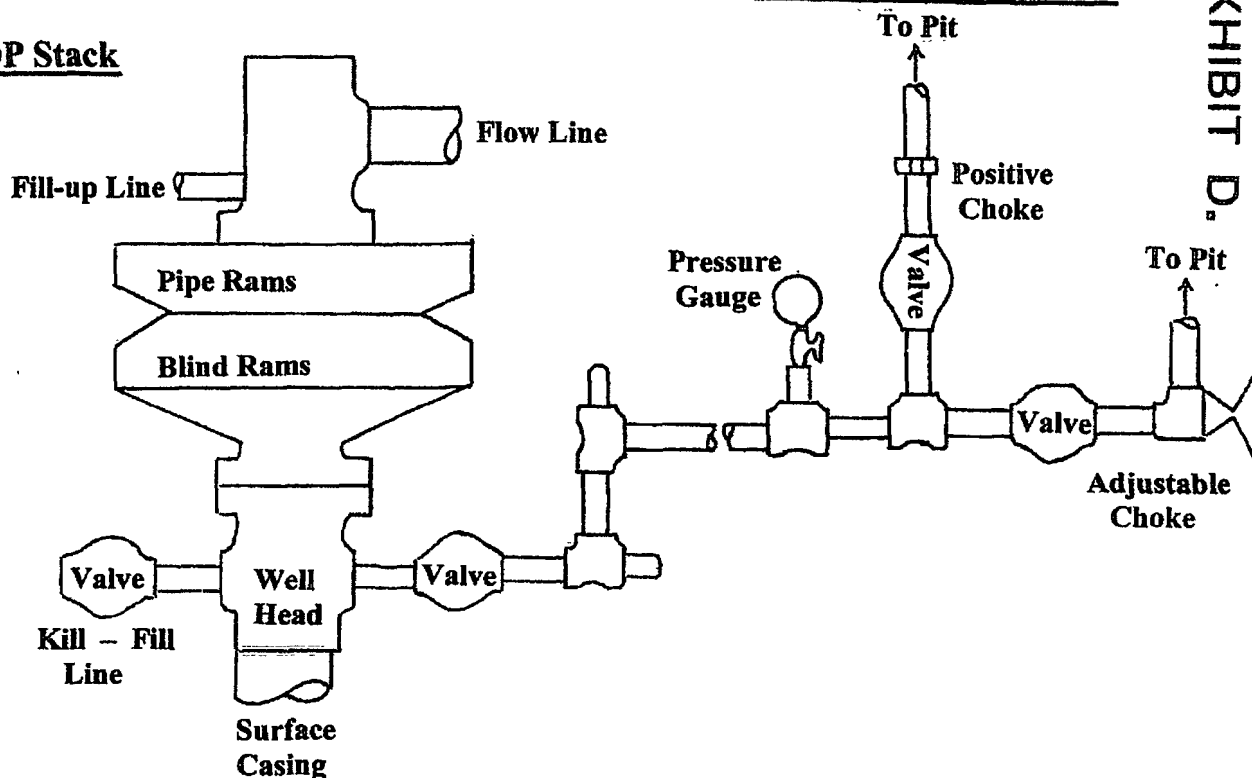 To Pit
P Stack
Flow Line
Fill-up Line
Positive
Choke
Valve
Pressure
Gauge
To Pit
Pipe Rams
Blind Rams
Valve
Adjustable
Choke
Valve
Well
Head
Valve
Kill – Fill
Line
Surface
Casing
XHIBIT D.